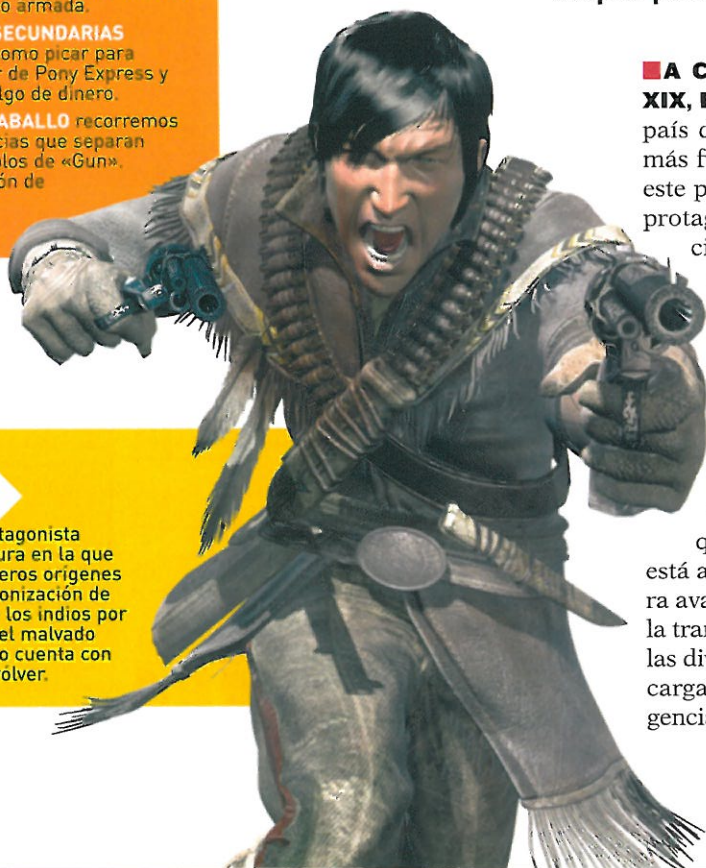 o armada.
SECUNDARIAS
omo picar para
r de Pony Express y
lgo de dinero.
ABALLO recorremos
cias que separan
los de «Gun».
ón de
tagonista
ura en la que
eros orígenes
onización de
los indios por
el malvado
o cuenta con
ólver.
A C
XIX, 
país d
más f
este p
protag
ci
q
está a
ra ava
la tran
las di
carga
gencia